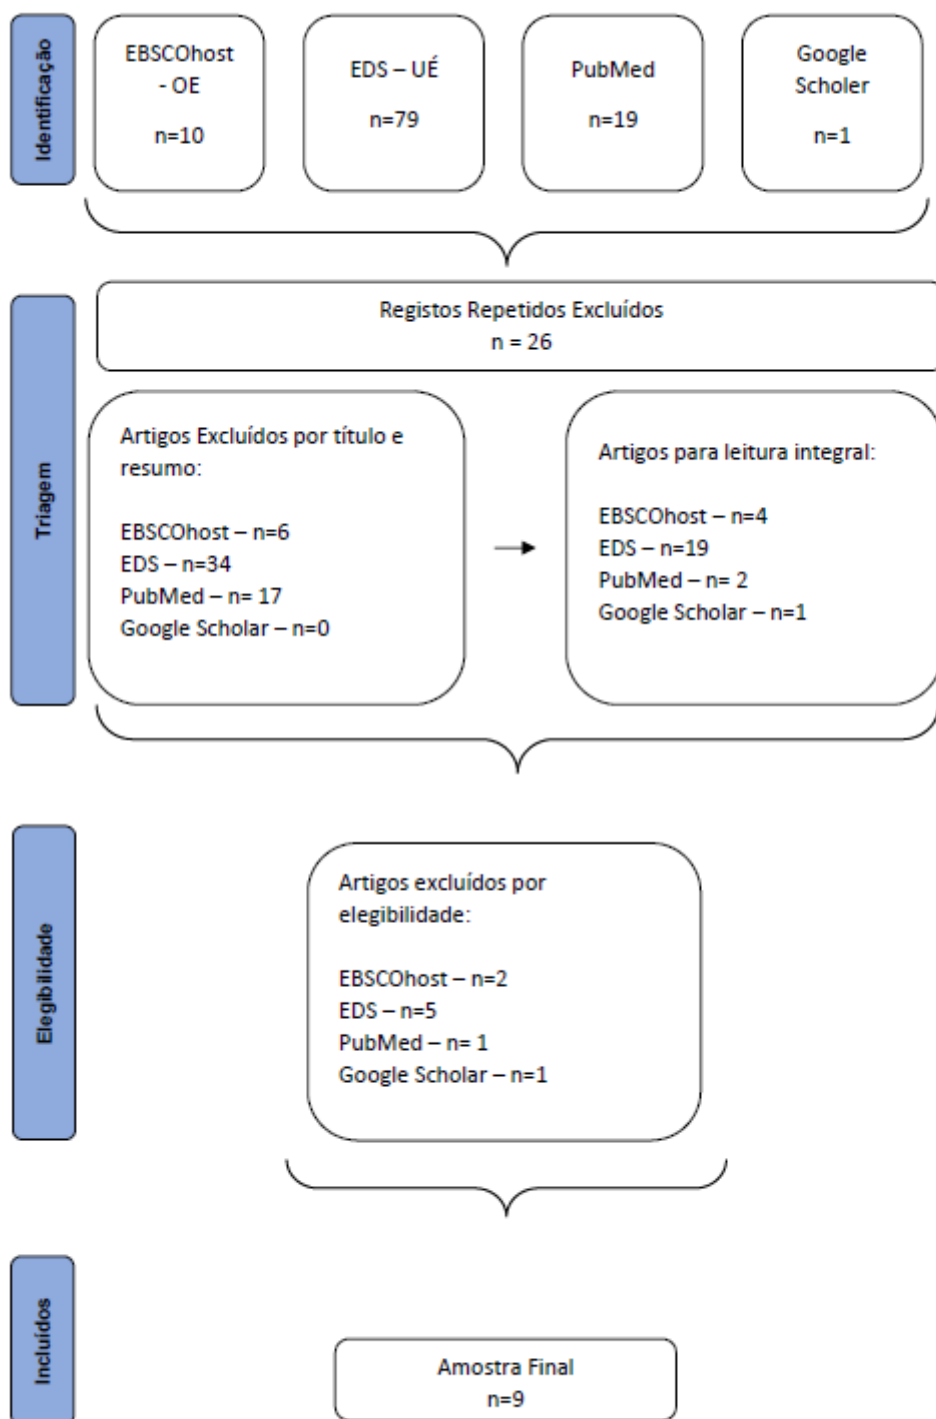 Identificação
EBSCOhost
- OE
n=10
EDS – UÉ
n=79
PubMed
n=19
Google
Scholer
n=1
Triagem
Registos Repetidos Excluídos
n = 26
Artigos Excluídos por título e
resumo:
EBSCOhost – n=6
EDS – n=34
PubMed – n= 17
Google Scholar – n=0
Artigos para leitura integral:
EBSCOhost – n=4
EDS – n=19
PubMed – n= 2
Google Scholar – n=1
Elegibilidade
Artigos excluídos por
elegibilidade:
EBSCOhost – n=2
EDS – n=5
PubMed – n= 1
Google Scholar – n=1
Incluídos
Amostra Final
n=9